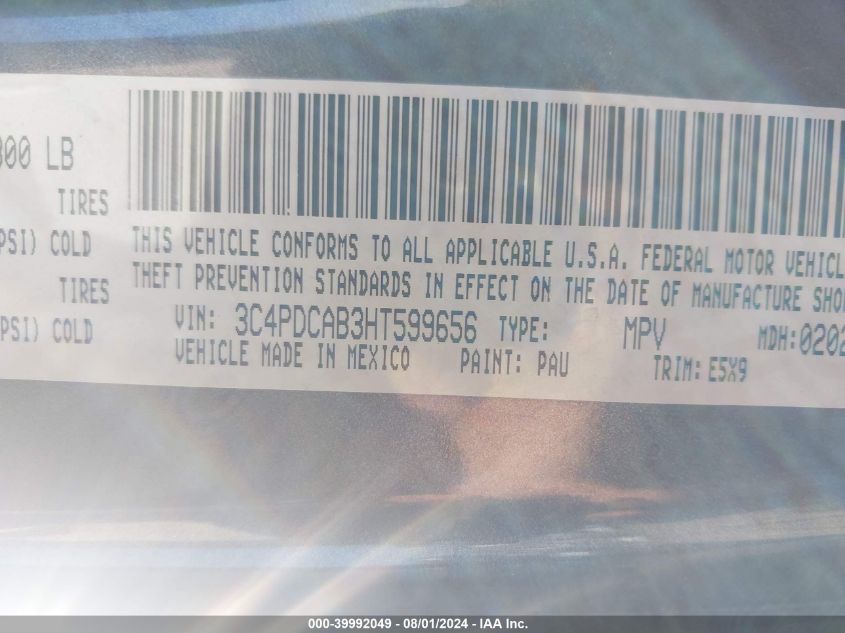 800 LB
TIRES
PSI) COLD
TIRES
PSI) COLD
THIS VEHICLE CONFORMS TO ALL APPLICABLE U.S.A. FEDERAL MOTOR VEHICL
THEFT PREVENTION STANDARDS IN EFFECT ON THE DATE OF MANUFACTURE SHO
VIN: 3C4PDCAB3HT599656 TYPE: MPV MDH:0202
VEHICLE MADE IN MEXICO PAINT: PAU TRIM: E5X9
000-39992049 - 08/01/2024 - IAA Inc.